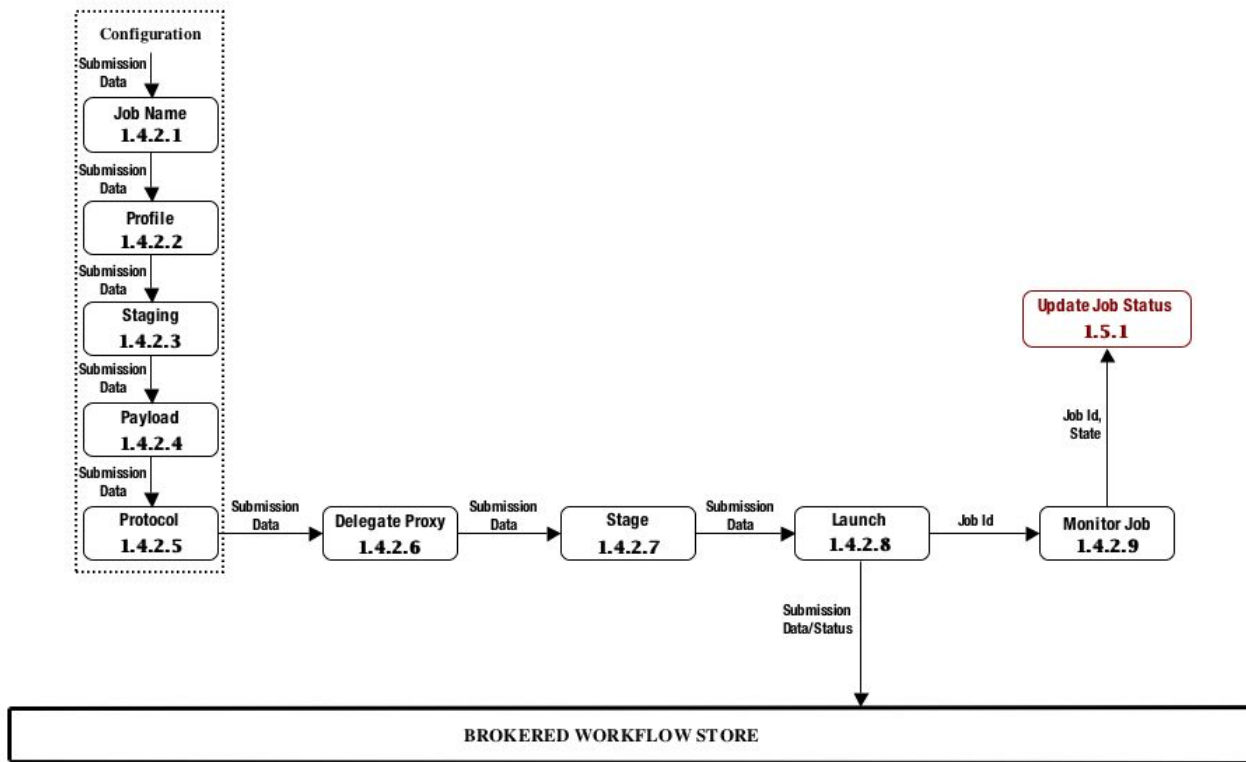 Configuration
Submission
Data
Job Name
1.4.2.1
Submission
Data
Profile
1.4.2.2
Submission
Data
Staging
1.4.2.3
Submission
Data
Payload
1.4.2.4
Submission
Data
Protocol
1.4.2.5
Submission
Data
Delegate Proxy
1.4.2.6
Submission
Data
Stage
1.4.2.7
Submission
Data
Launch
1.4.2.8
Job Id
Monitor Job
1.4.2.9
Job Id,
State
Update Job Status
1.5.1
Submission
Data/Status
BROKERED WORKFLOW STORE